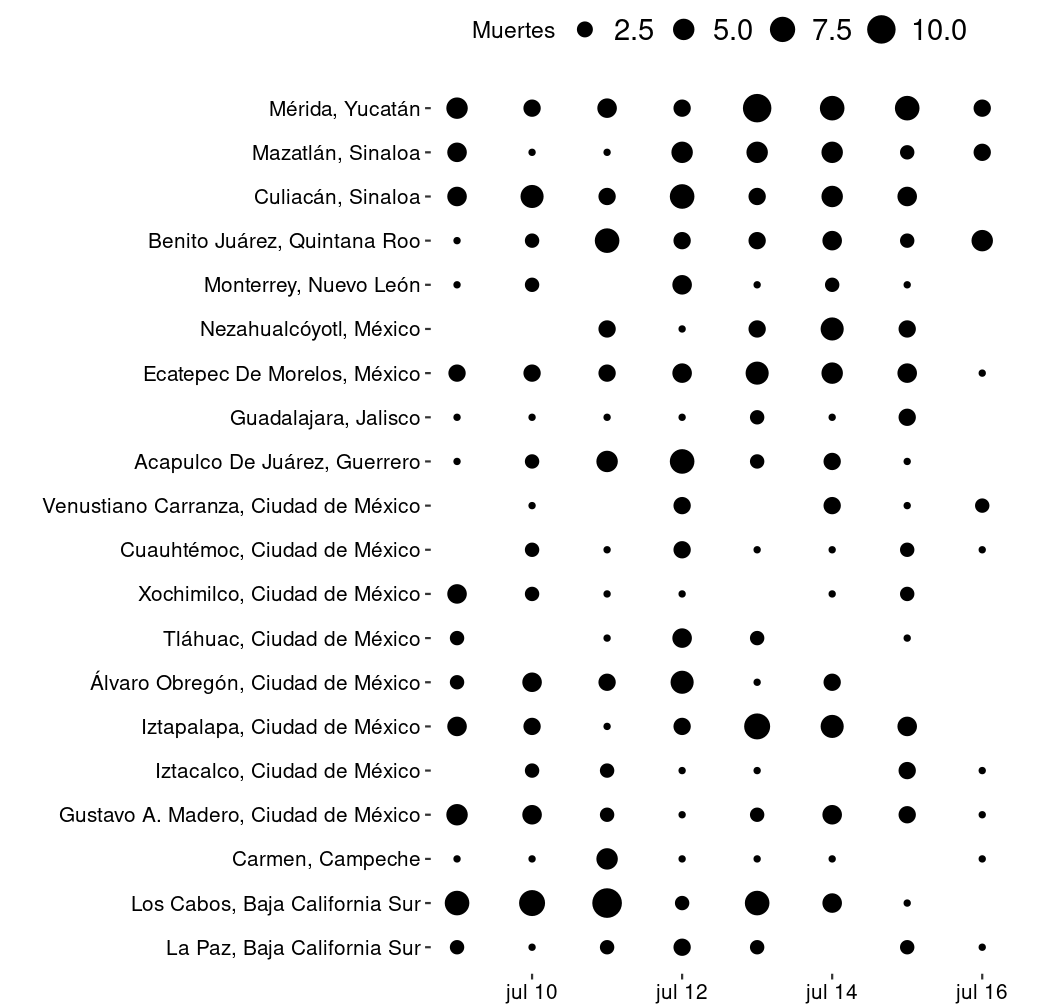 Muertes 2.5 5.0 7.5 10.0
Mérida, Yucatán
Mazatlán, Sinaloa
Culiacán, Sinaloa
Benito Juárez, Quintana Roo
Monterrey, Nuevo León
Nezahualcóyotl, México
Ecatepec De Morelos, México
Guadalajara, Jalisco
Acapulco De Juárez, Guerrero
Venustiano Carranza, Ciudad de México
Cuauhtémoc, Ciudad de México
Xochimilco, Ciudad de México
Tláhuac, Ciudad de México
Álvaro Obregón, Ciudad de México
Iztapalapa, Ciudad de México
Iztacalco, Ciudad de México
Gustavo A. Madero, Ciudad de México
Carmen, Campeche
Los Cabos, Baja California Sur
La Paz, Baja California Sur
jul 10 jul 12 jul 14 jul 16